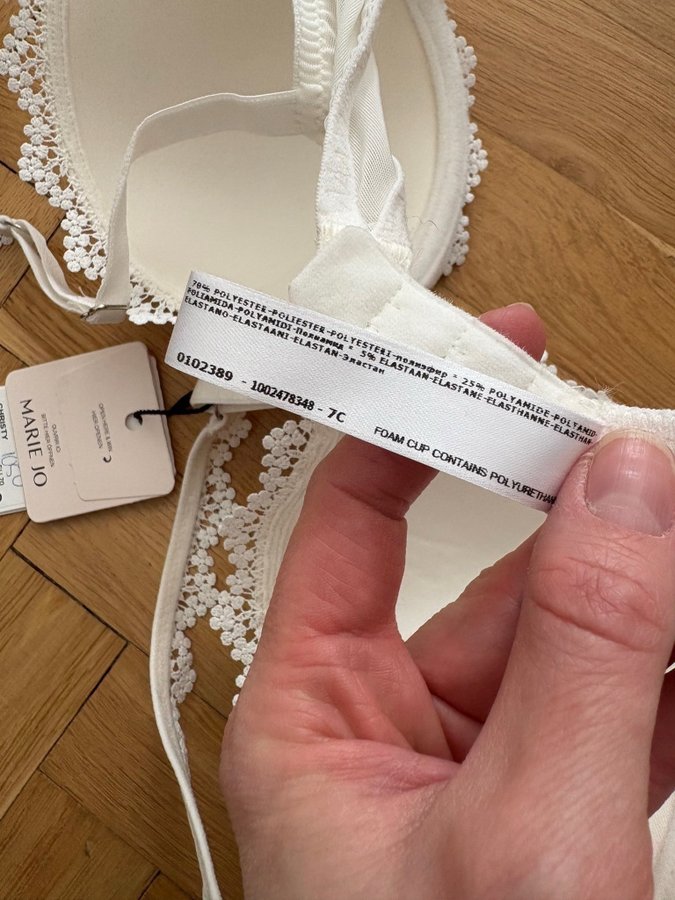 70% POLYESTER-POLIESTER-POLYESTERI-полиэфир = 25% POLYAMIDE-POLYAMID
POLIAMIDA-POLYAMIDI-Полиамид = 5% ELASTAAN-ELASTANE-ELASTHANNE-ELASTHAN
ELASTANO-ELASTAANI-ELASTAN-Эластан
0102389 - 1002478348 - 7C
FOAM CUP CONTAINS POLYURETHAN
MARIE JO
CHRISTY